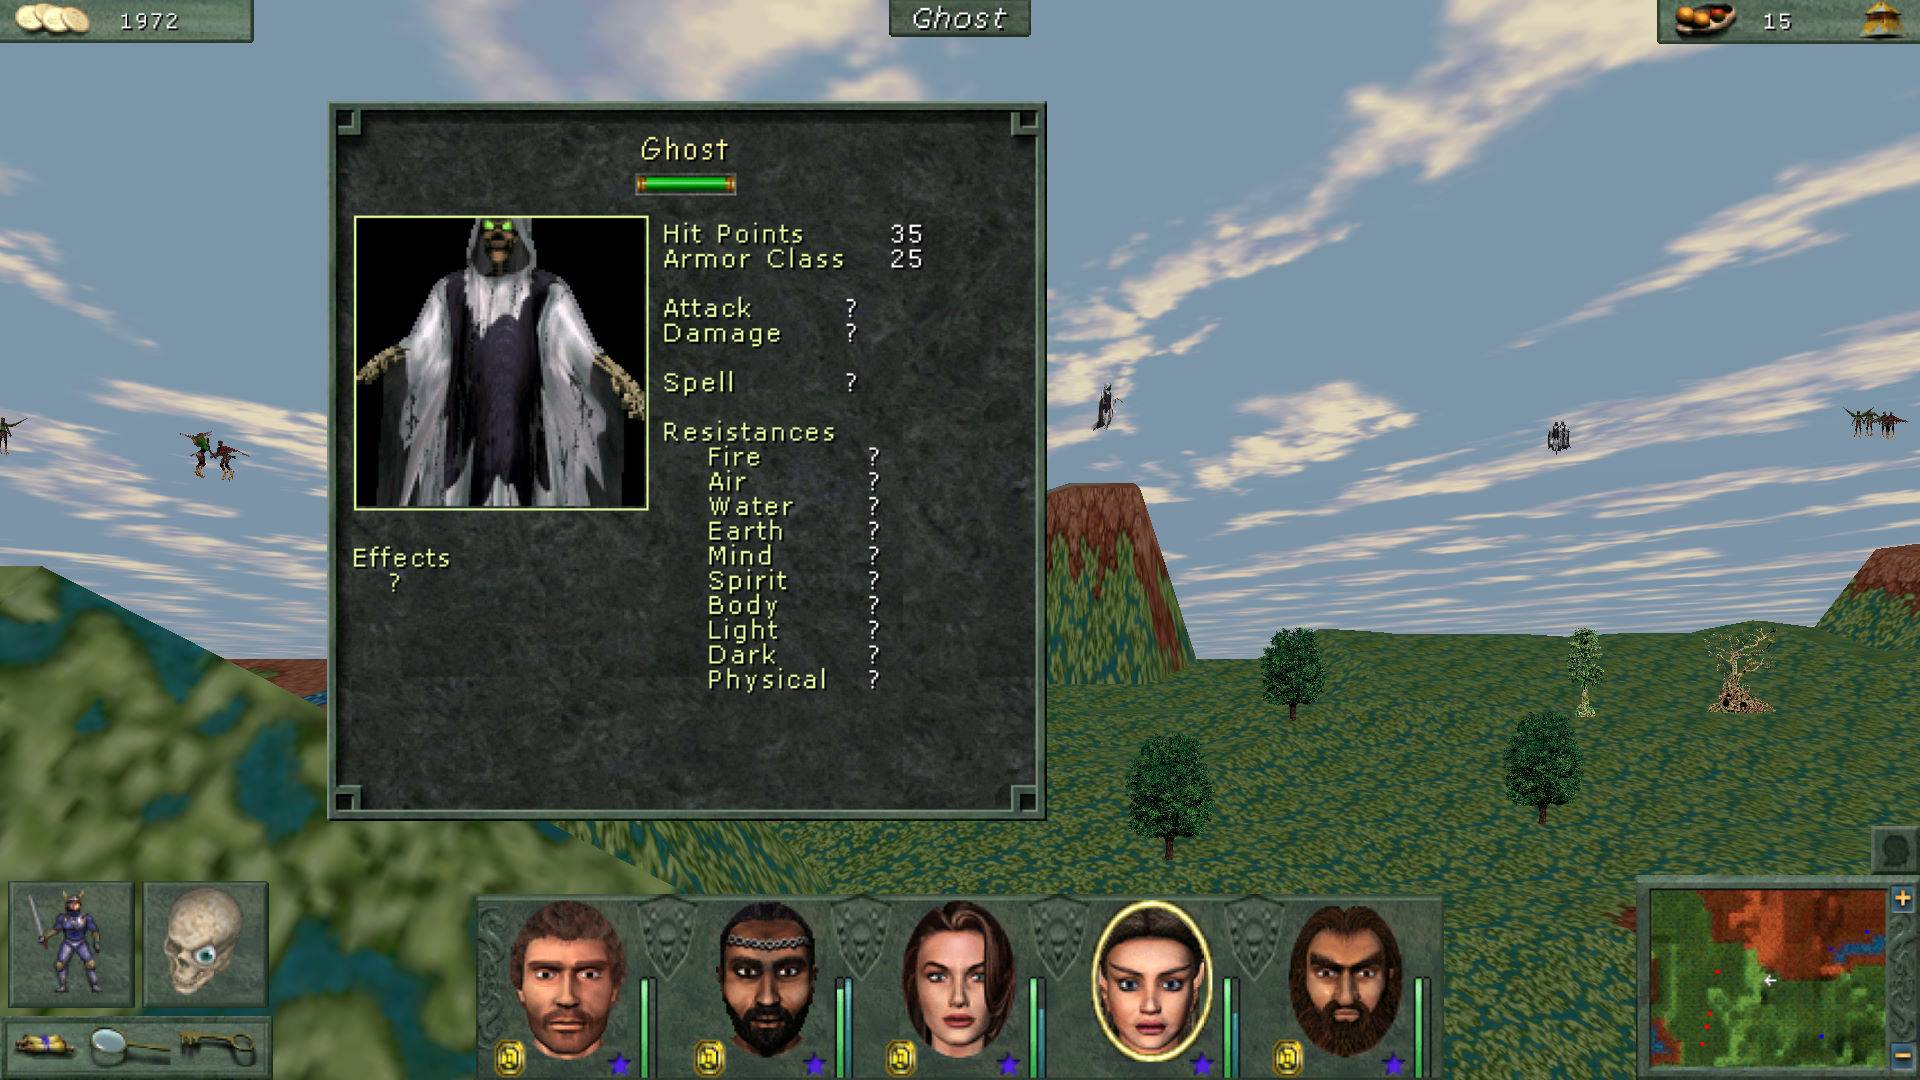 1972
Ghost
15
Ghost
Hit Points 35
Armor Class 25
Attack ?
Damage ?
Spell ?
Resistances
Fire ?
Air ?
Water ?
Earth ?
Mind ?
Spirit ?
Body ?
Light ?
Dark ?
Physical ?
Effects
?